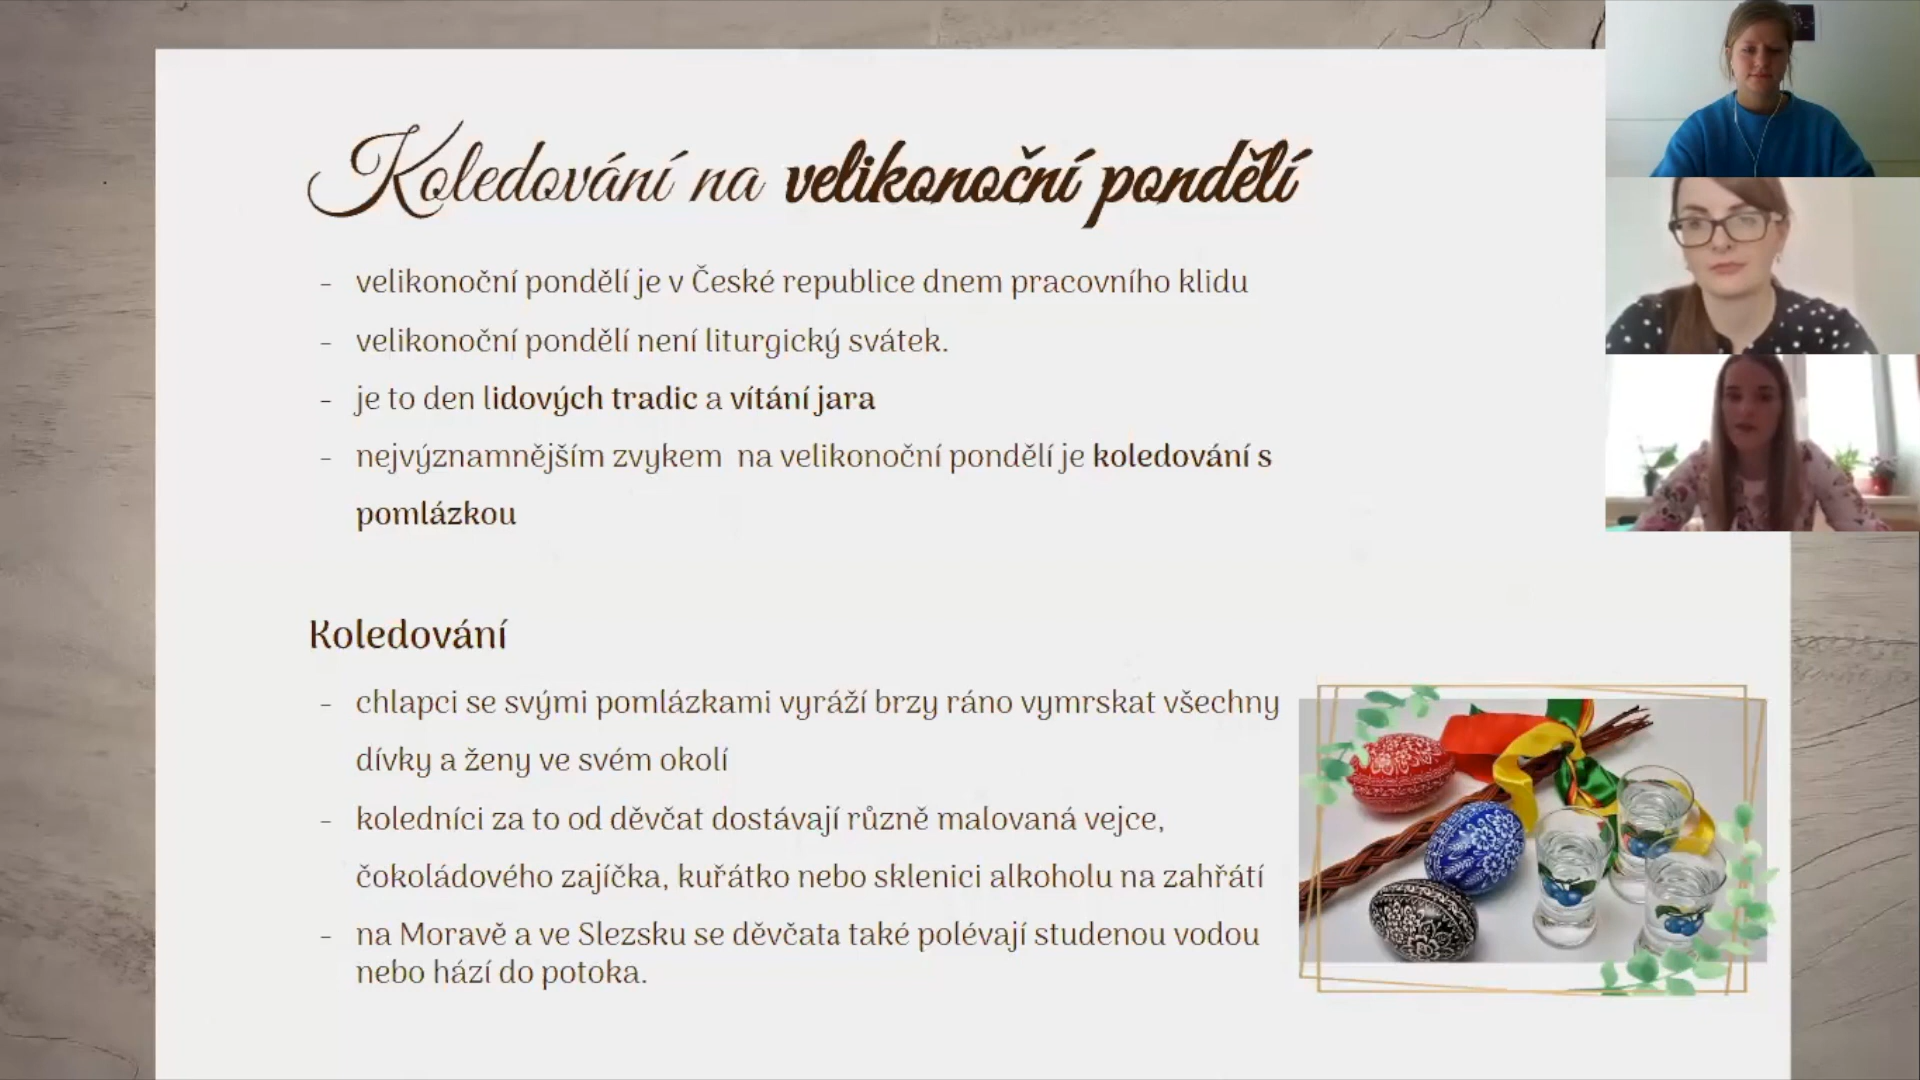 Koledování na velikonoční pondělí
- velikonoční pondělí je v České republice dnem pracovního klidu
- velikonoční pondělí není liturgický svátek.
- je to den lidových tradic a vítání jara
- nejvýznamnějším zvykem na velikonoční pondělí je koledování s
pomlázkou
Koledování
- chlapci se svými pomlázkami vyráží brzy ráno vymrskat všechny
dívky a ženy ve svém okolí
- koledníci za to od děvčat dostávají různě malovaná vejce,
čokoládového zajíčka, kuřátko nebo sklenici alkoholu na zahřátí
- na Moravě a ve Slezsku se děvčata také polévají studenou vodou
nebo hází do potoka.